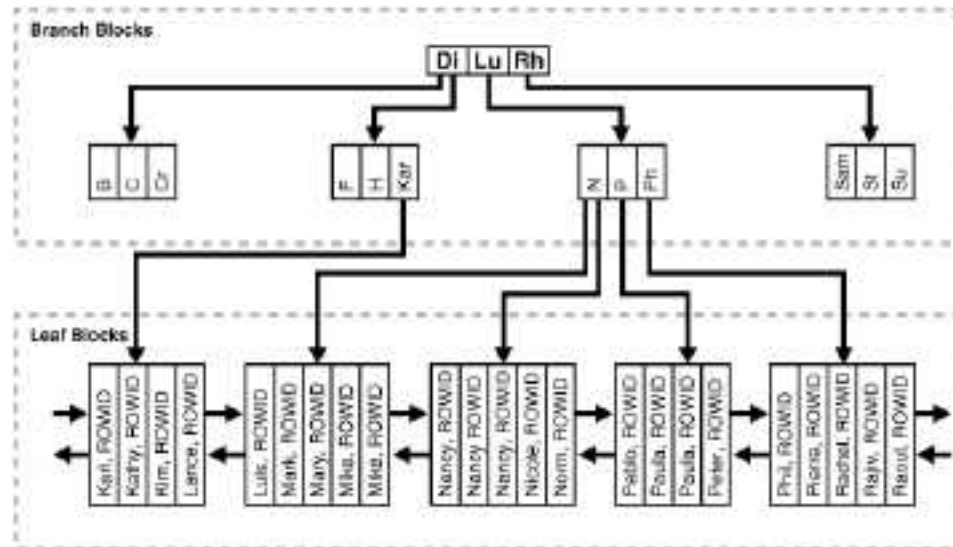 Branch Blocks
Di Lu Rh
B
C
Di
F
H
Kar
N
P
Ph
Sam
St
Su
Leaf Blocks
Karl, ROWID
Kathy, ROWID
Kim, ROWID
Lance, ROWID
Luis, ROWID
Mark, ROWID
Mary, ROWID
Mike, ROWID
Mike, ROWID
Nancy, ROWID
Nancy ROWID
Nancy, ROWID
Nicole, ROWID
Norm, ROWID
Pablo, ROWID
Paula, ROWID
Paula, ROWID
Peter, ROWID
Phil, ROWID
ROWID
Rachel, ROWID
Rajiv, ROWID
Raoul, ROWID